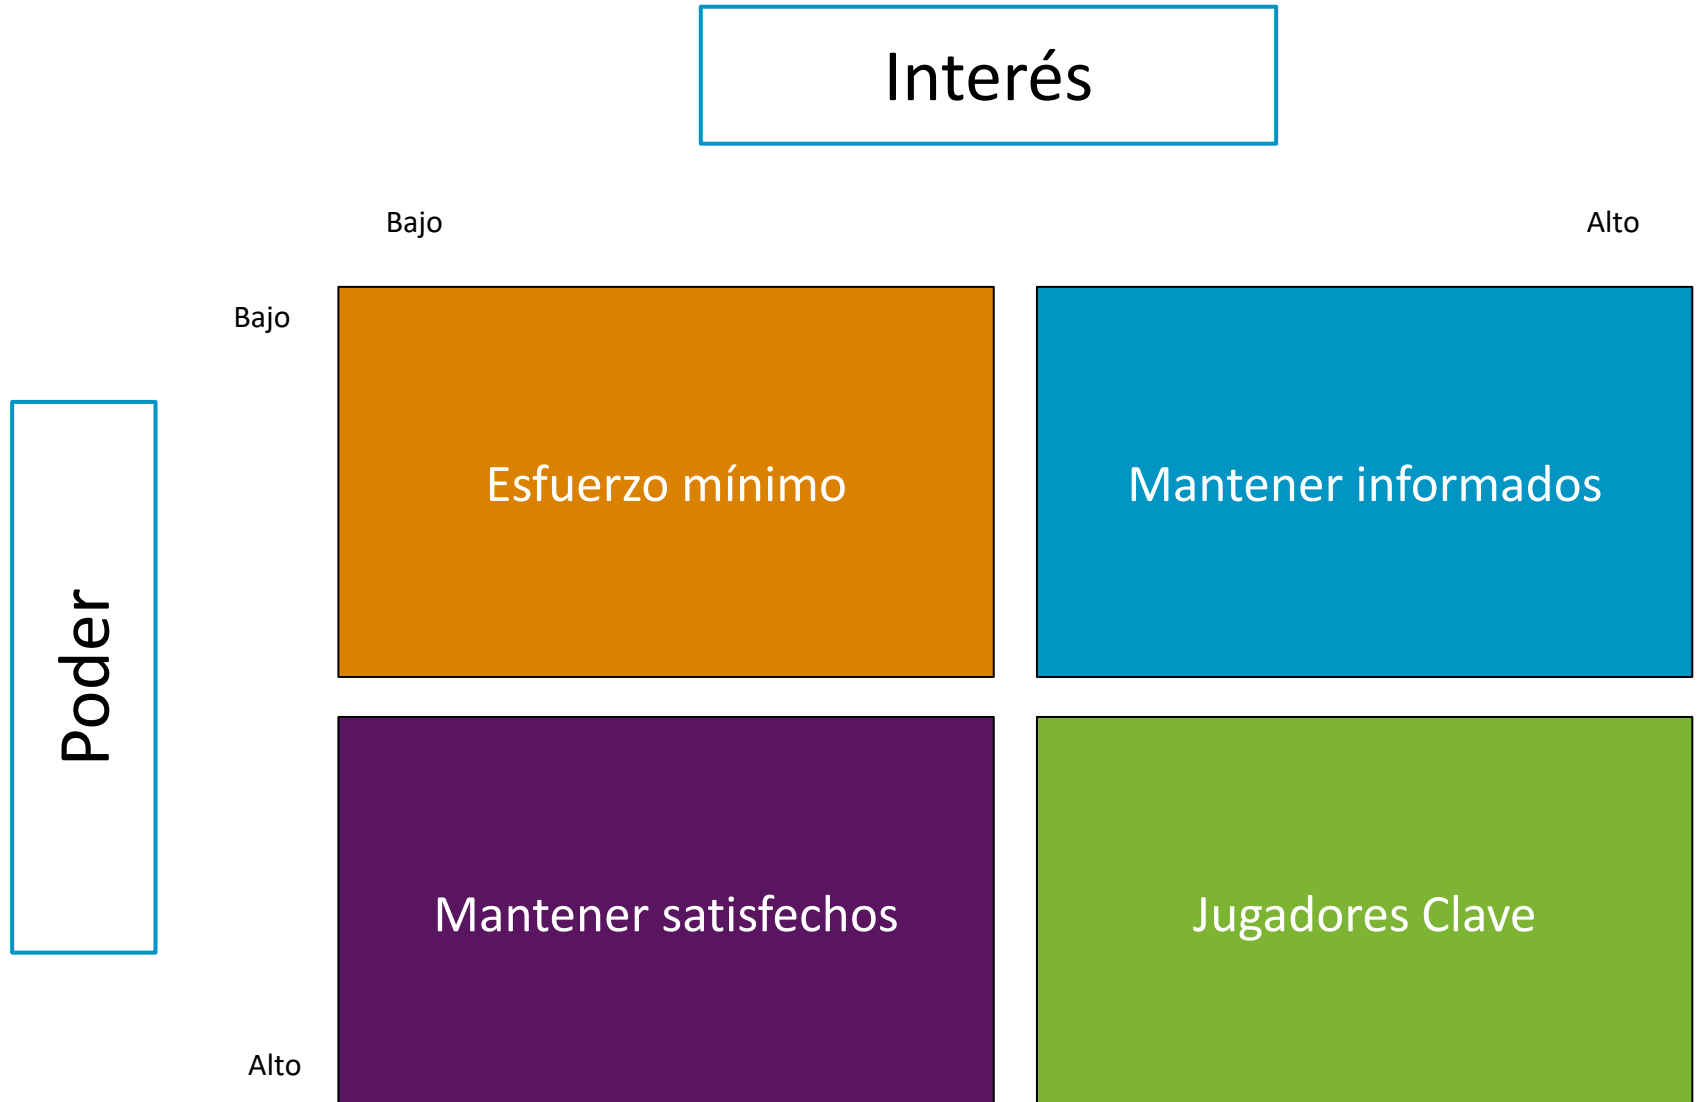 Interés
Bajo
Alto
Bajo
Esfuerzo mínimo
Mantener informados
Poder
Mantener satisfechos
Jugadores Clave
Alto